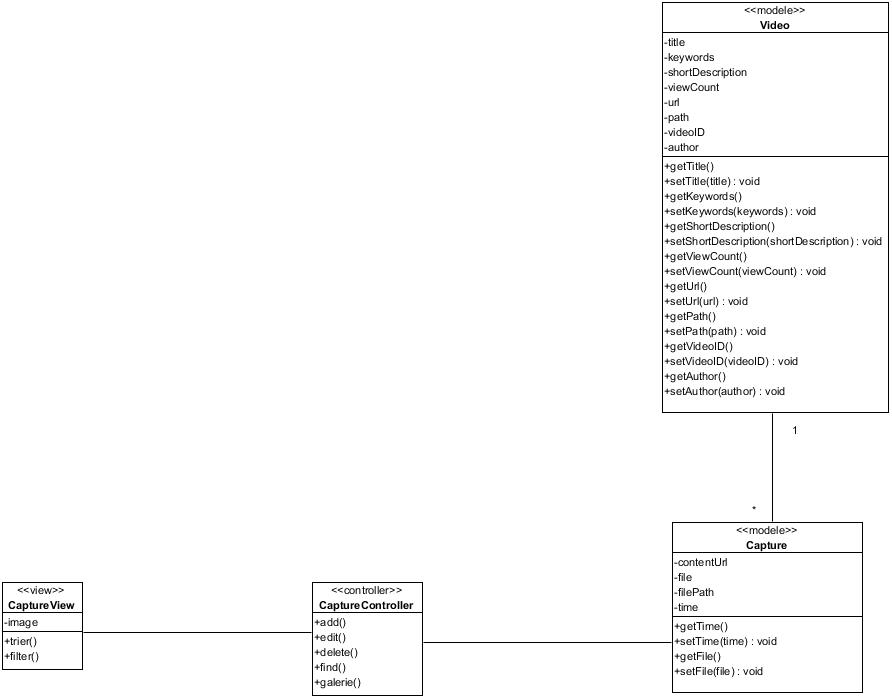 <<modele>>
Video
-title
-keywords
-shortDescription
-viewCount
-url
-path
-videoID
-author
+getTitle()
+setTitle(title) : void
+getKeywords()
+setKeywords(keywords) : void
+getShortDescription()
+setShortDescription(shortDescription) : void
+getViewCount()
+setViewCount(viewCount) : void
+getUrl()
+setUrl(url) : void
+getPath()
+setPath(path) : void
+getVideoID()
+setVideoID(videoID) : void
+getAuthor()
+setAuthor(author) : void
1
*
<<modele>>
Capture
-contentUrl
-file
-filePath
-time
+getTime()
+setTime(time) : void
+getFile()
+setFile(file) : void
<<controller>>
CaptureController
+add()
+edit()
+delete()
+find()
+galerie()
<<view>>
CaptureView
-image
+trier()
+filter()